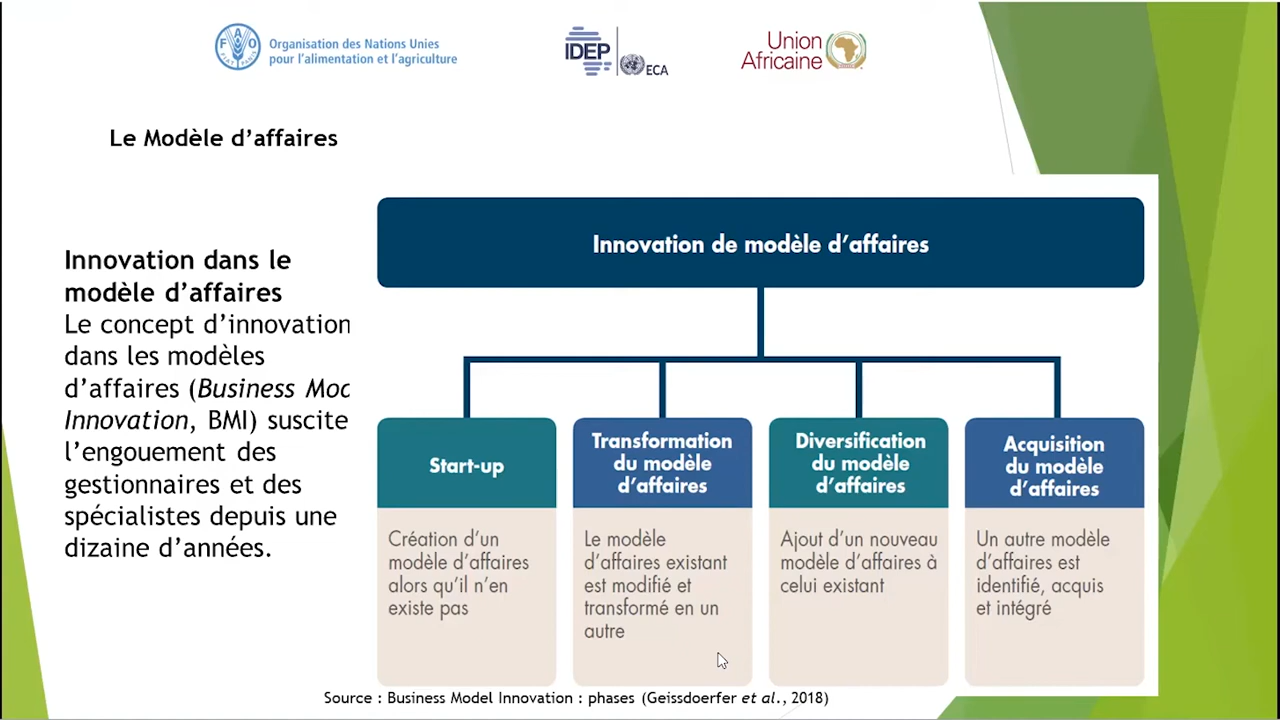 Organisation des Nations Unies
pour l'alimentation et l'agriculture
FAO
FIAT PANIS
IDEP
ECA
Union
Africaine
Le Modèle d'affaires
Innovation dans le
modèle d'affaires
Le concept d'innovation
dans les modèles
d'affaires (Business Mod
Innovation, BMI) suscite
l'engouement des
gestionnaires et des
spécialistes depuis une
dizaine d'années.
Innovation de modèle d'affaires
Start-up
Création d'un
modèle d'affaires
alors qu'il n'en
existe pas
Transformation
du modèle
d'affaires
Le modèle
d'affaires existant
est modifié et
transformé en un
autre
Diversification
du modèle
d'affaires
Ajout d'un nouveau
modèle d'affaires à
celui existant
Acquisition
du modèle
d'affaires
Un autre modèle
d'affaires est
identifié, acquis
et intégré
Source : Business Model Innovation : phases (Geissdoerfer et al., 2018)